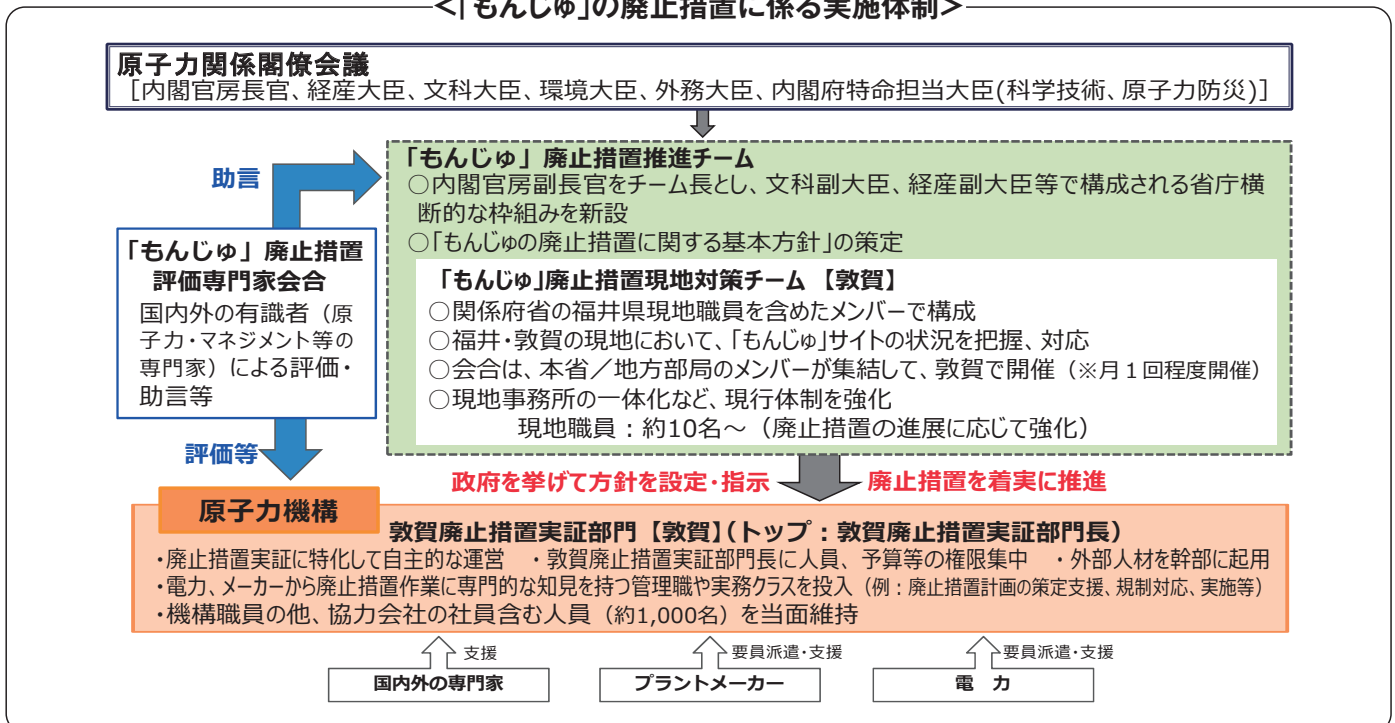 <「もんじゅ」の廃止措置に係る実施体制>
原子力関係閣僚会議
［内閣官房長官、経産大臣、文科大臣、環境大臣、外務大臣、内閣府特命担当大臣(科学技術、原子力防災)］
助言
「もんじゅ」廃止措置推進チーム
○内閣官房副長官をチーム長とし、文科副大臣、経産副大臣等で構成される省庁横
断的な枠組みを新設
○「もんじゅの廃止措置に関する基本方針」の策定
「もんじゅ」廃止措置
評価専門家会合
国内外の有識者（原
子力・マネジメント等の
専門家）による評価・
助言等
「もんじゅ」廃止措置現地対策チーム【敦賀】
○関係府省の福井県現地職員を含めたメンバーで構成
○福井・敦賀の現地において、「もんじゅ」サイトの状況を把握、対応
○会合は、本省／地方部局のメンバーが集結して、敦賀で開催（※月１回程度開催）
○現地事務所の一体化など、現行体制を強化
現地職員：約10名～（廃止措置の進展に応じて強化）
評価等
政府を挙げて方針を設定・指示
廃止措置を着実に推進
原子力機構
敦賀廃止措置実証部門【敦賀】（トップ：敦賀廃止措置実証部門長）
・廃止措置実証に特化して自主的な運営 ・敦賀廃止措置実証部門長に人員、予算等の権限集中 ・外部人材を幹部に起用
・電力、メーカーから廃止措置作業に専門的な知見を持つ管理職や実務クラスを投入（例：廃止措置計画の策定支援、規制対応、実施等）
・機構職員の他、協力会社の社員含む人員（約1,000名）を当面維持
支援
要員派遣・支援
要員派遣・支援
国内外の専門家
プラントメーカー
電 力